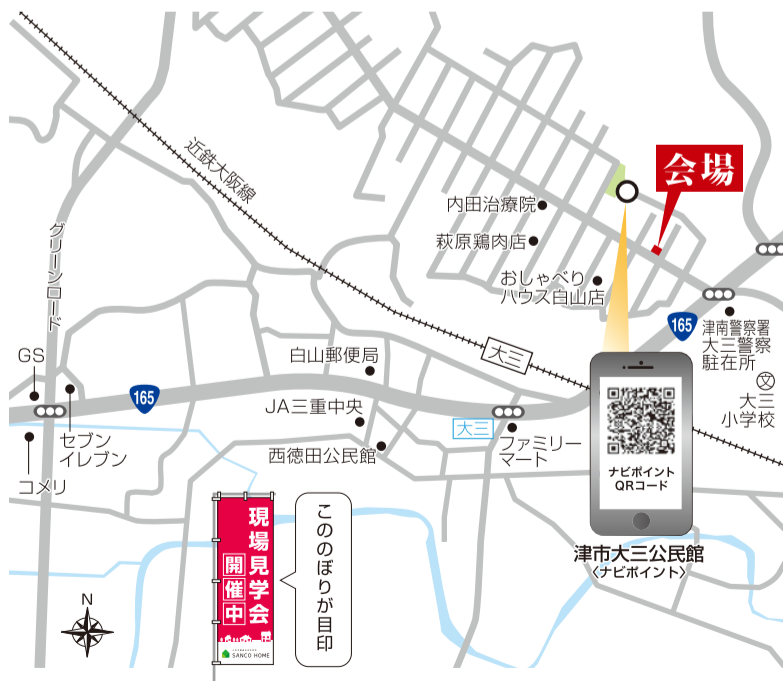 近鉄大阪線
グリーンロード
会場
内田治療院
萩原鶏肉店
おしゃべり
ハウス白山店
165
津南警察署
大三警察
駐在所
文
大三
小学校
大三
白山郵便局
GS
165
JA三重中央
大三
ファミリー
マート
セブン
イレブン
西徳田公民館
コメリ
ナビポイント
QRコード
津市大三公民館
〈ナビポイント〉
現場見学会
開催中
SANCO HOME
こののぼりが目印
N